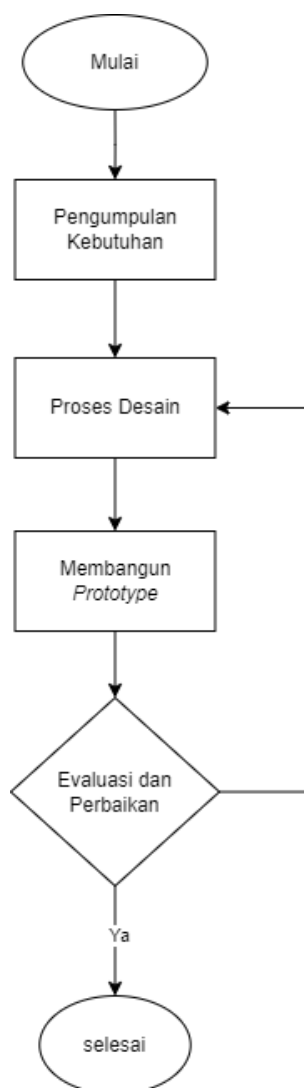 Mulai
Pengumpulan
Kebutuhan
Proses Desain
Membangun
Prototype
Evaluasi dan
Perbaikan
Ya
selesai